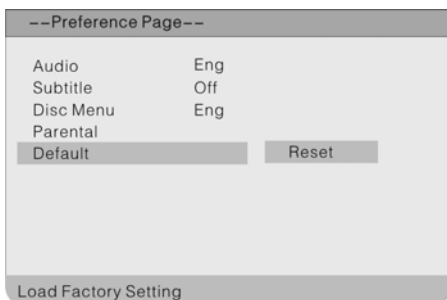 --Preference Page--
Audio Eng
Subtitle Off
Disc Menu Eng
Parental
Default Reset
Load Factory Setting